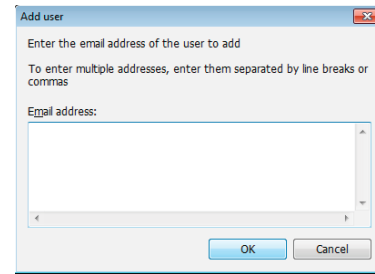 Add user
Enter the email address of the user to add
To enter multiple addresses, enter them separated by line breaks or
commas
Email address:
OK Cancel